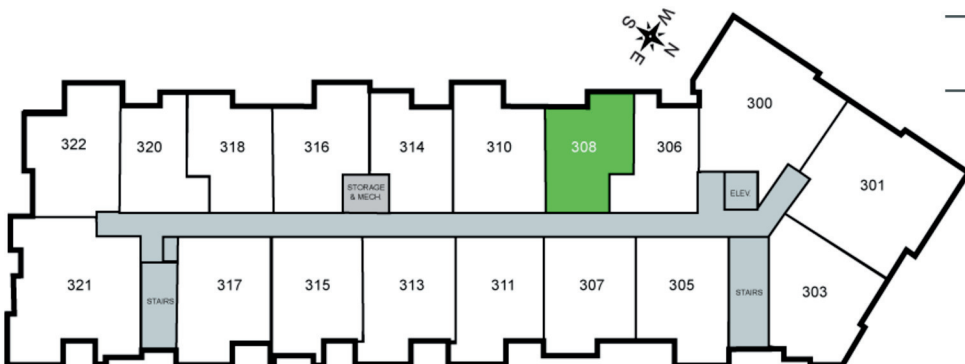 W
S
N
E
300
322
320
318
316
314
310
308
306
301
STORAGE
& MECH.
ELEV.
321
317
315
313
311
307
305
303
STAIRS
STAIRS